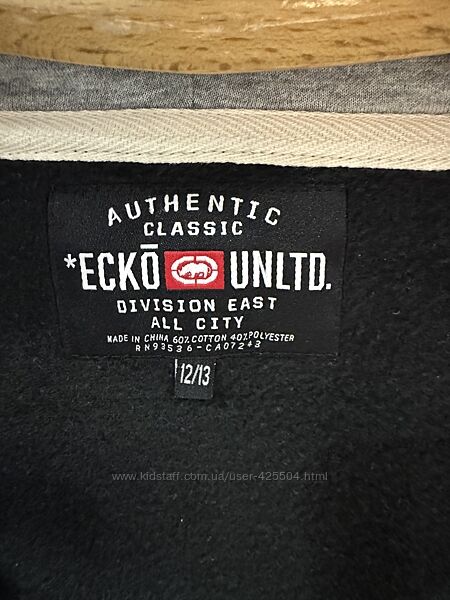 AUTHENTIC
CLASSIC
*ECKŌ UNLTD.
DIVISION EAST
ALL CITY
MADE IN CHINA 60% COTTON 40% POLYESTER
RN93536-CA07243
12/13
www.kidstaff.com.ua/user-425504.html